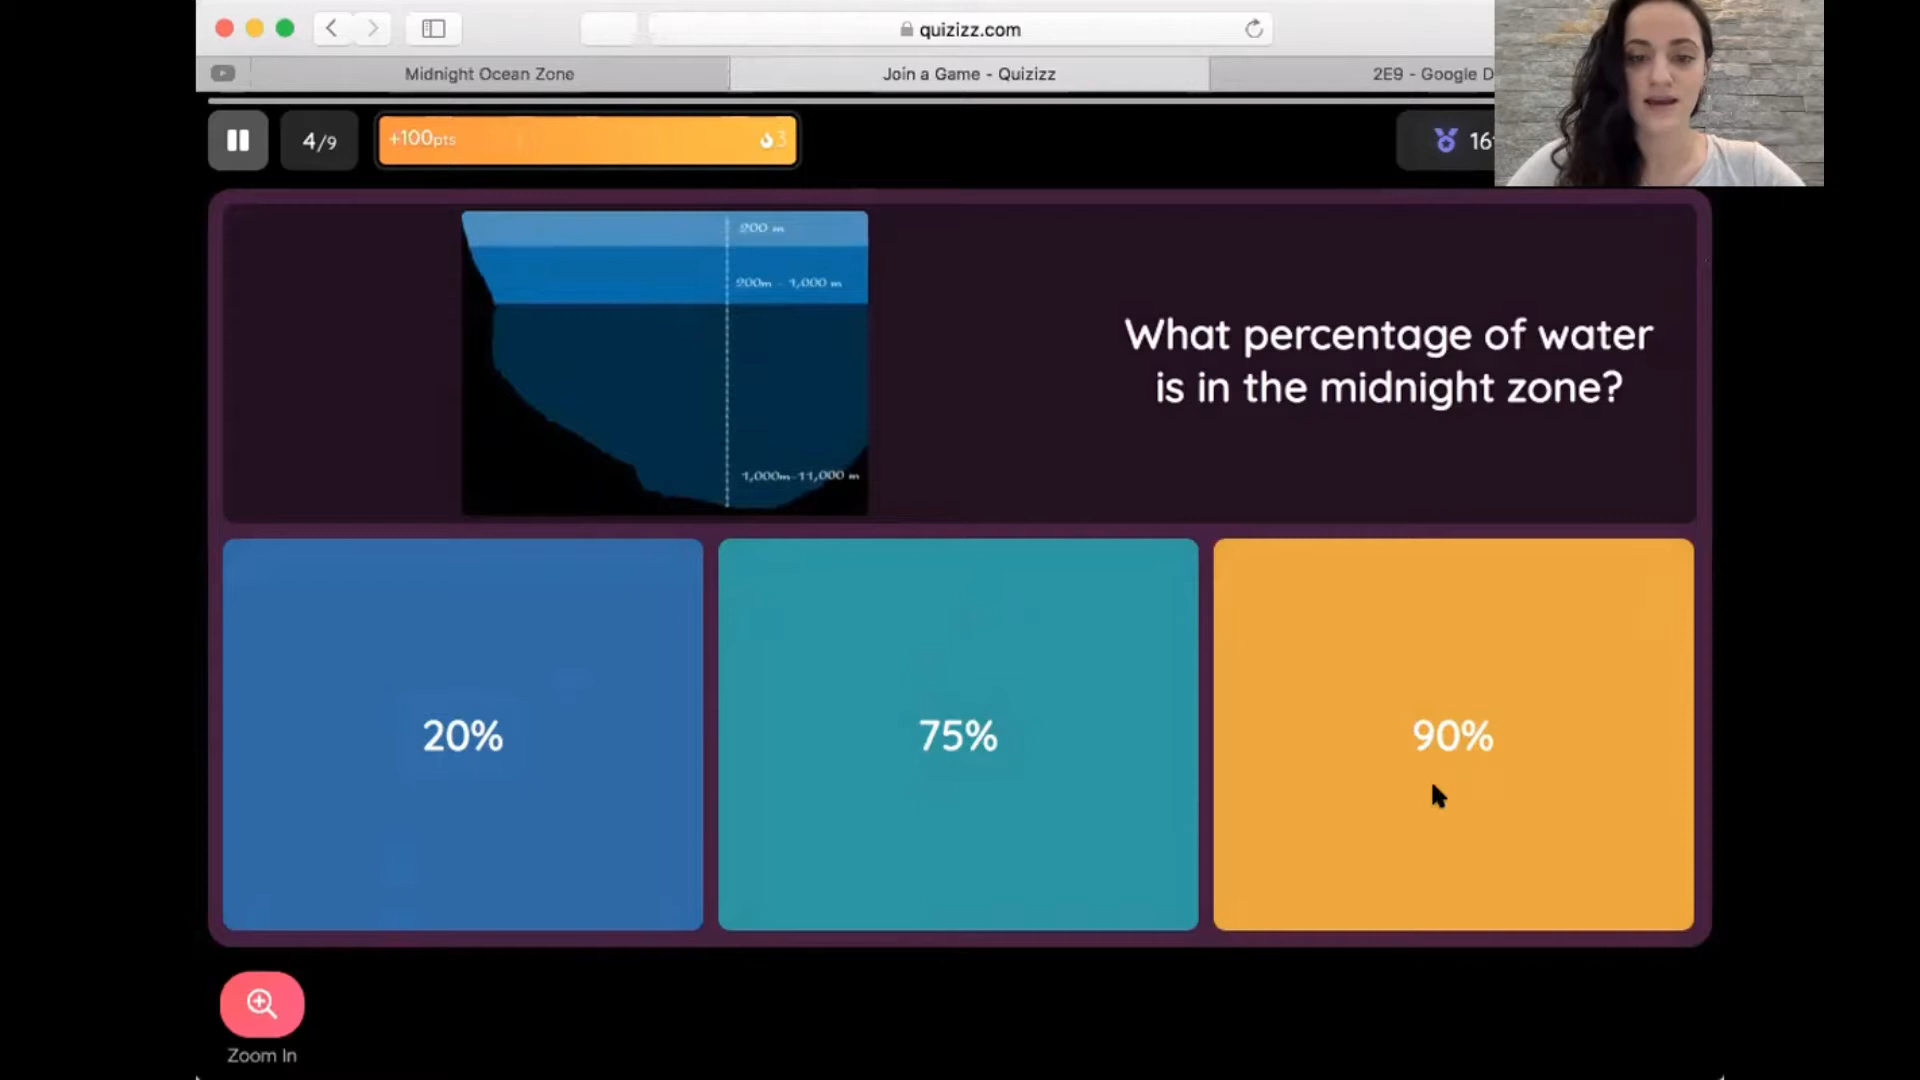 quizizz.com
Midnight Ocean Zone
Join a Game - Quizizz
2E9 - Google D
4/9
+100pts
3
16
200 m
200m - 1,000 m
1,000m-11,000 m
What percentage of water
is in the midnight zone?
20%
75%
90%
Zoom In